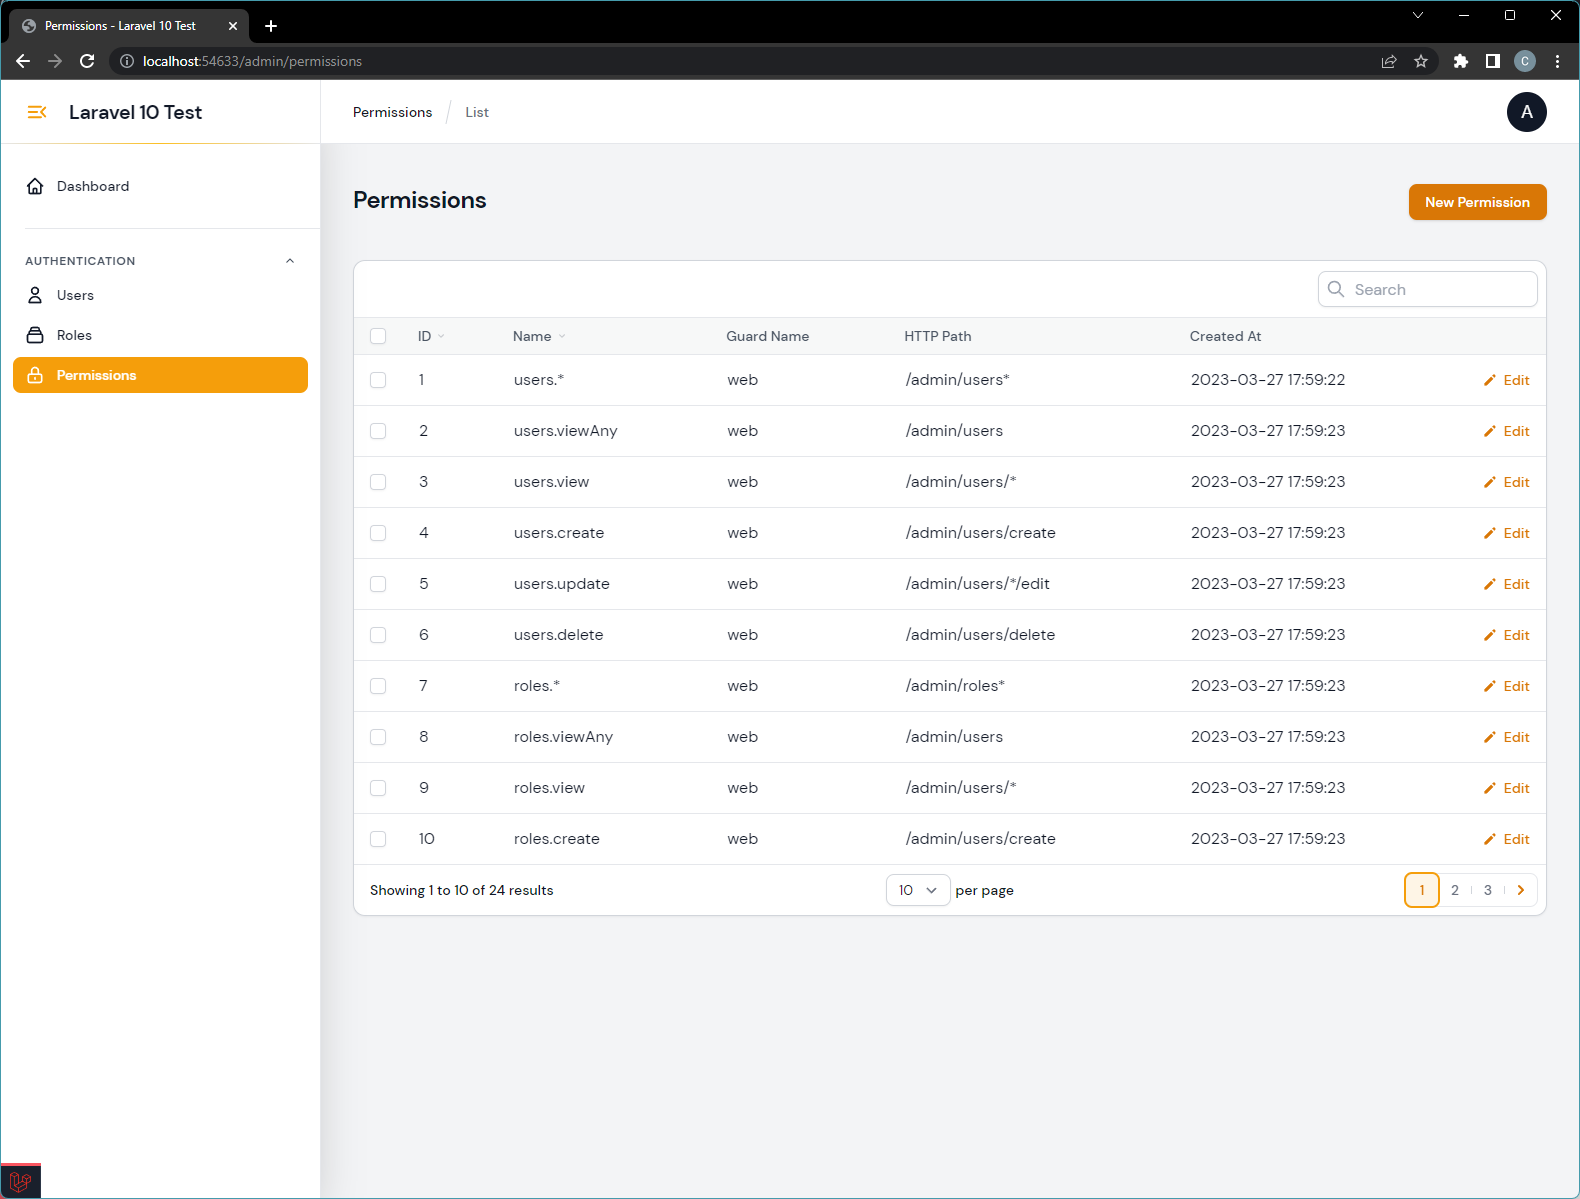 Permissions - Laravel 10 Test
localhost:54633/admin/permissions
C
Laravel 10 Test
Permissions / List
A
Dashboard
AUTHENTICATION
Users
Roles
Permissions
Permissions
New Permission
Search
ID Name Guard Name HTTP Path Created At
1 users.* web /admin/users* 2023-03-27 17:59:22 Edit
2 users.viewAny web /admin/users 2023-03-27 17:59:23 Edit
3 users.view web /admin/users/* 2023-03-27 17:59:23 Edit
4 users.create web /admin/users/create 2023-03-27 17:59:23 Edit
5 users.update web /admin/users/*/edit 2023-03-27 17:59:23 Edit
6 users.delete web /admin/users/delete 2023-03-27 17:59:23 Edit
7 roles.* web /admin/roles* 2023-03-27 17:59:23 Edit
8 roles.viewAny web /admin/users 2023-03-27 17:59:23 Edit
9 roles.view web /admin/users/* 2023-03-27 17:59:23 Edit
10 roles.create web /admin/users/create 2023-03-27 17:59:23 Edit
Showing 1 to 10 of 24 results 10 per page 1 2 3